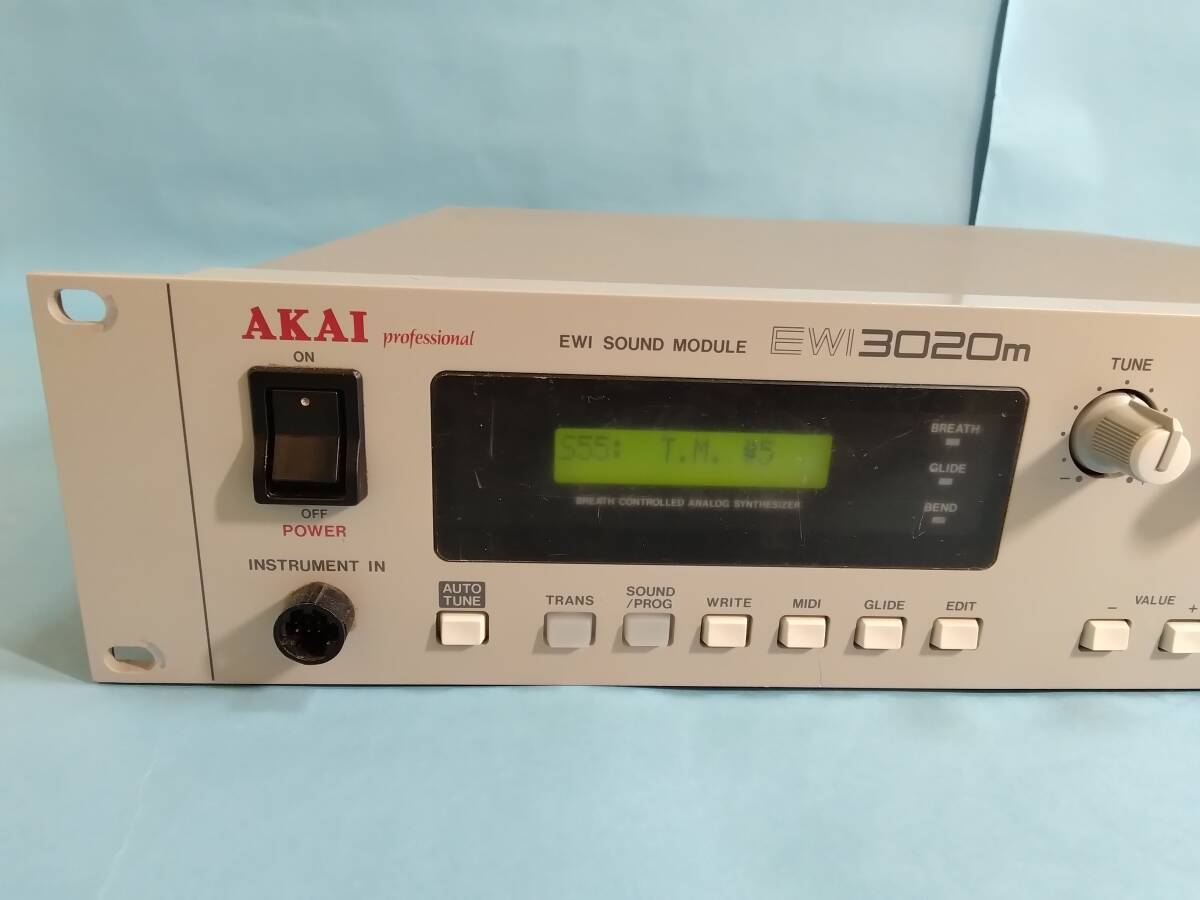 AKAI professional
EWI SOUND MODULE EWI3020m
ON
OFF
POWER
INSTRUMENT IN
S55: T.M. #5
BREATH CONTROLLED ANALOG SYNTHESIZER
BREATH
GLIDE
BEND
TUNE
−
AUTO TUNE
TRANS
SOUND /PROG
WRITE
MIDI
GLIDE
EDIT
− VALUE +